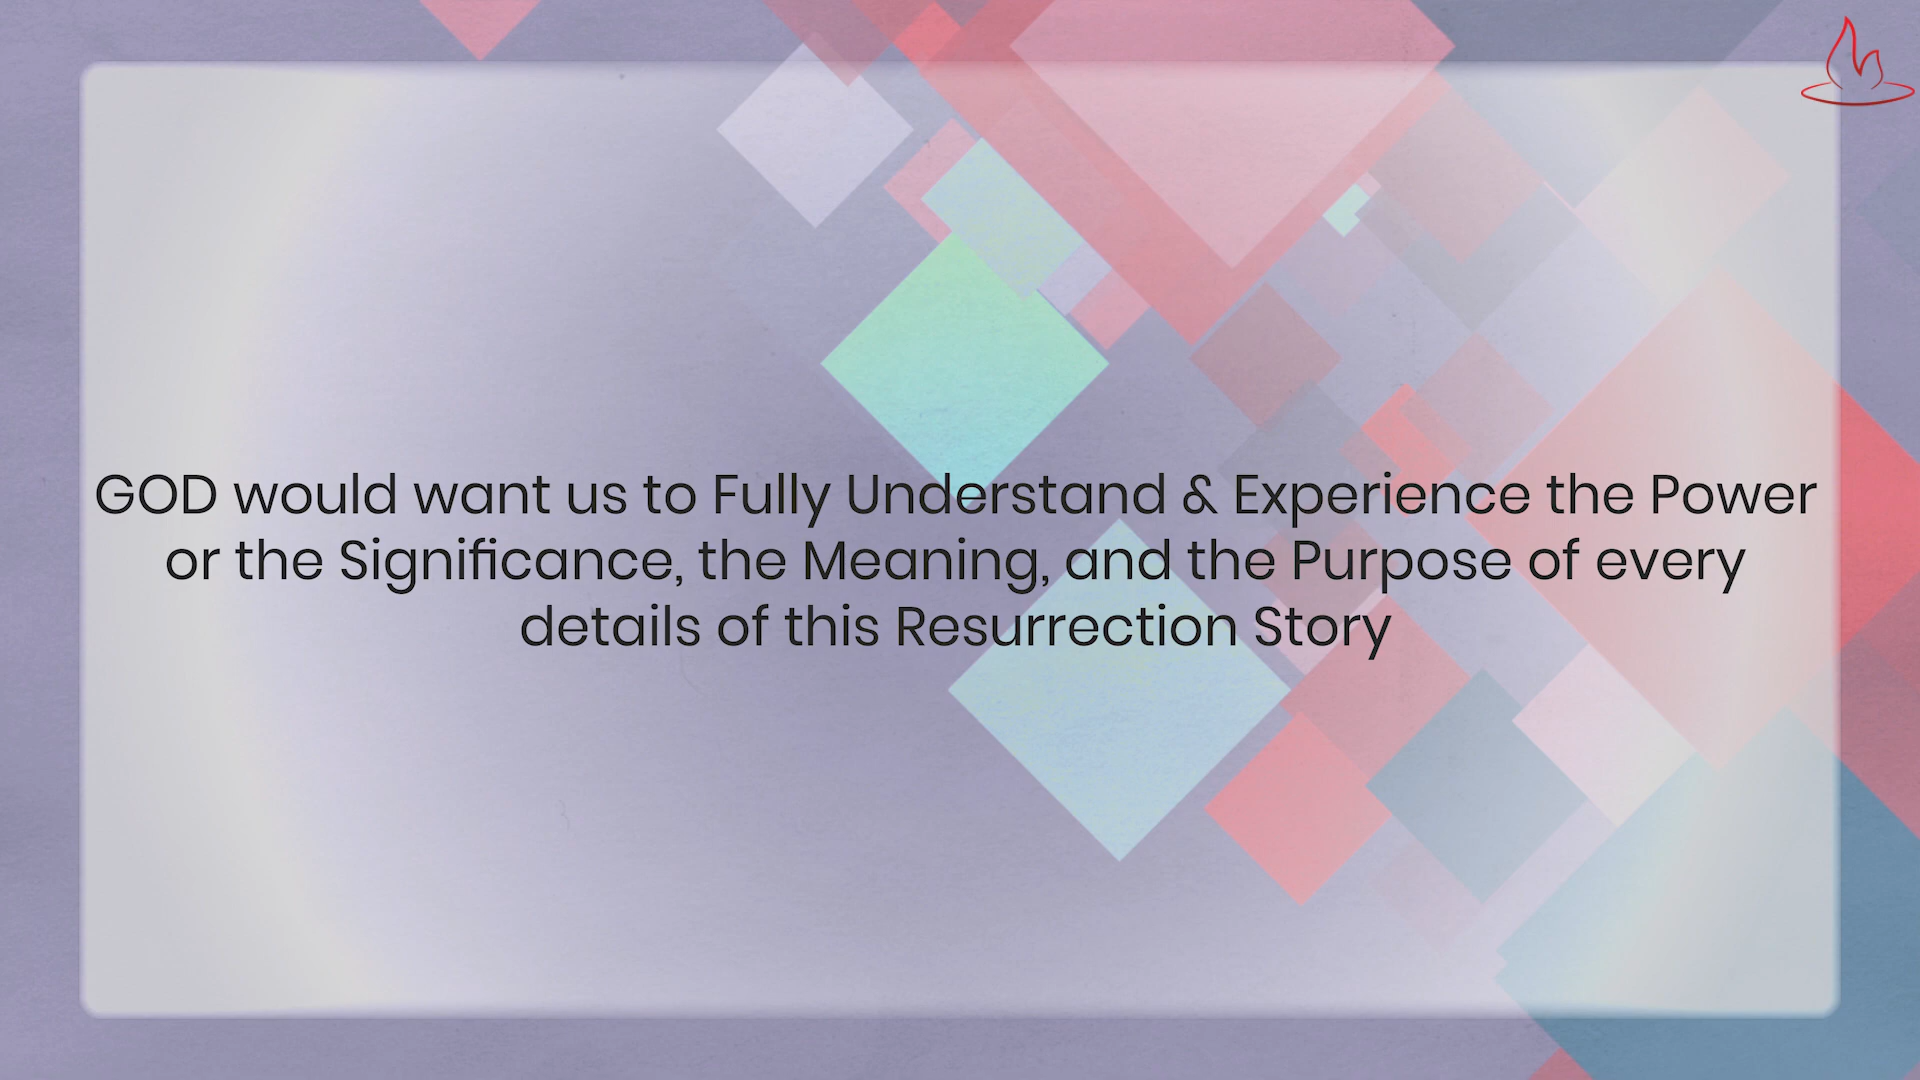 GOD would want us to Fully Understand & Experience the Power
or the Significance, the Meaning, and the Purpose of every
details of this Resurrection Story